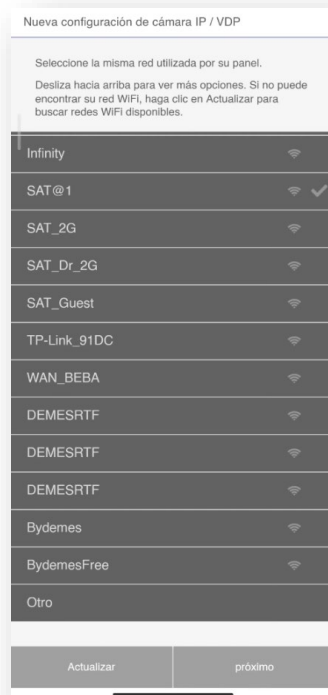 Nueva configuración de cámara IP / VDP
Seleccione la misma red utilizada por su panel.
Desliza hacia arriba para ver más opciones. Si no puede
encontrar su red WiFi, haga clic en Actualizar para
buscar redes WiFi disponibles.
Infinity
SAT@1
SAT_2G
SAT_Dr_2G
SAT_Guest
TP-Link_91DC
WAN_BEBA
DEMESRTF
DEMESRTF
DEMESRTF
Bydemes
BydemesFree
Otro
Actualizar
próximo